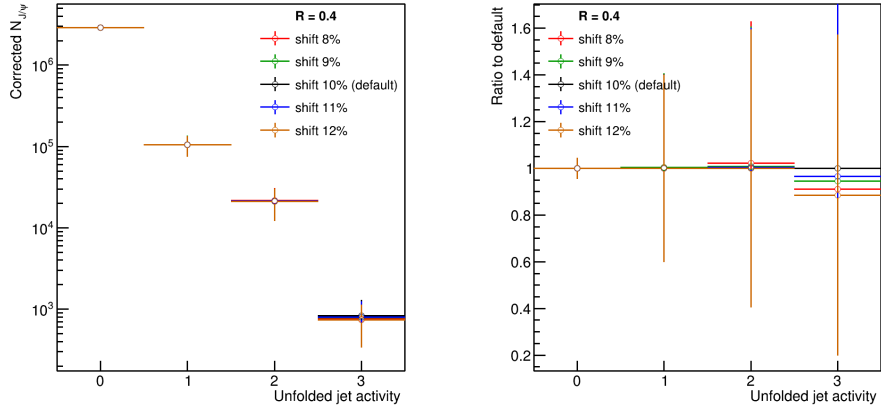 Corrected N_{J/ψ}
R = 0.4
shift 8%
shift 9%
shift 10% (default)
shift 11%
shift 12%
10^6
10^5
10^4
10^3
0 1 2 3
Unfolded jet activity
Ratio to default
R = 0.4
shift 8%
shift 9%
shift 10% (default)
shift 11%
shift 12%
1.6
1.4
1.2
1
0.8
0.6
0.4
0.2
0 1 2 3
Unfolded jet activity